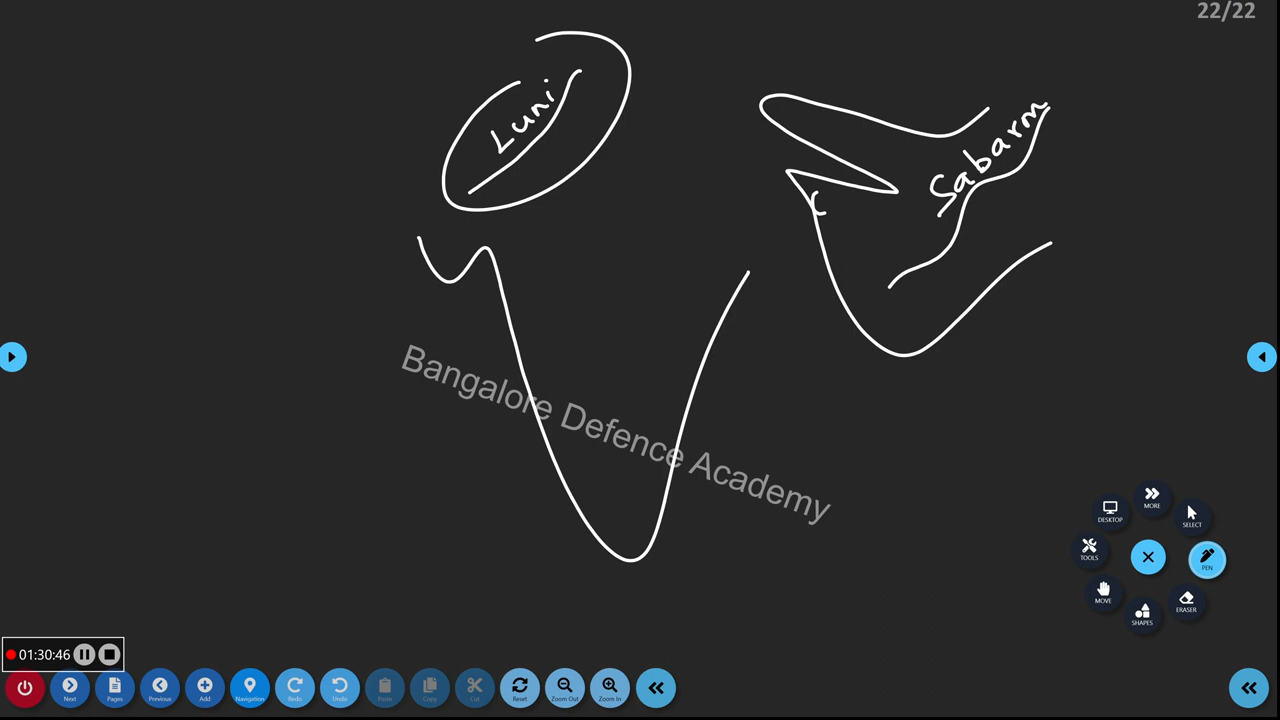 22/22
Luni
Sabarm
Bangalore Defence Academy
DESKTOP
MORE
SELECT
TOOLS
PEN
MOVE
SHAPES
ERASER
01:30:46
Next
Pages
Previous
Add
Navigation
Redo
Undo
Paste
Copy
Cut
Reset
Zoom Out
Zoom In